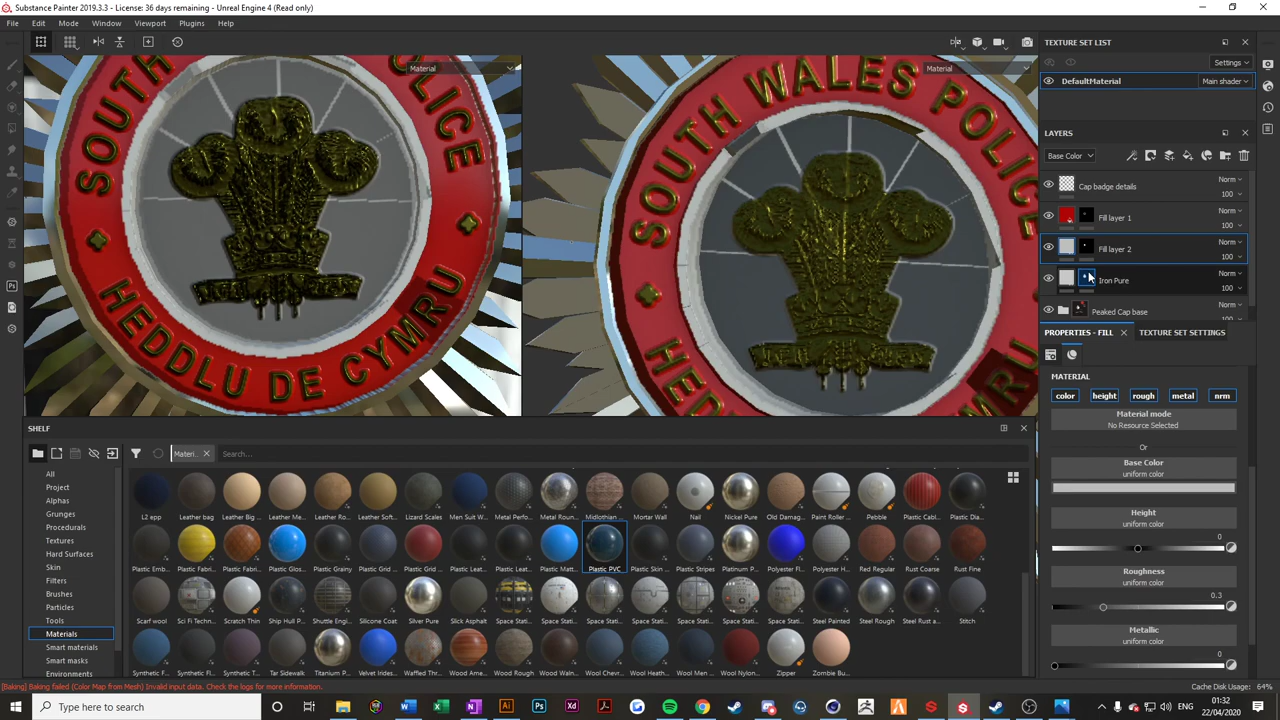 Substance Painter 2019.3.3 - License: 36 days remaining - Unreal Engine 4 (Read only)
File Edit Mode Window Viewport Plugins Help
Material
Material
SOUTH POLICE
HEDDLU DE CYMRU
SOUTH WALES POLICE
HEDDLU
TEXTURE SET LIST
Settings
DefaultMaterial Main shader
LAYERS
Base Color
Cap badge details Norm 100
Fill layer 1 Norm 100
Fill layer 2 Norm 100
Iron Pure Norm 100
Peaked Cap base Norm 100
PROPERTIES - FILL TEXTURE SET SETTINGS
MATERIAL
color height rough metal nrm
Material mode
No Resource Selected
Or
Base Color
uniform color
Height
uniform color
0
Roughness
uniform color
0.3
Metallic
uniform color
0
SHELF
Materi... Search...
All
Project
Alphas
Grunges
Procedurals
Textures
Hard Surfaces
Skin
Filters
Brushes
Particles
Tools
Materials
Smart materials
Smart masks
Environments
L2 epp Leather bag Leather Big ... Leather Me... Leather Ro... Leather Soft... Lizard Scales Men Suit W... Metal Perfo... Metal Roun... Midlothian ... Mortar Wall Nail Nickel Pure Old Damag... Paint Roller ... Pebble Plastic Cabl... Plastic Dia...
Plastic Emb... Plastic Fabri... Plastic Fabri... Plastic Glos... Plastic Grainy Plastic Grid ... Plastic Grid ... Plastic Leat... Plastic Leat... Plastic Matt... Plastic PVC Plastic Skin ... Plastic Stripes Platinum P... Polyester Fl... Polyester H... Red Regular Rust Coarse Rust Fine
Scarf wool Sci Fi Techn... Scratch Thin Ship Hull P... Shuttle Engi... Silicone Coat Silver Pure Slick Asphalt Space Stati... Space Stati... Space Stati... Space Stati... Space Stati... Space Stati... Steel Painted Steel Rough Steel Rust a... Stitch
Synthetic F... Synthetic Fl... Synthetic T... Tar Sidewalk Titanium P... Velvet Irides... Waffled Thr... Wood Ame... Wood Waln... Wool Chevr... Wool Heath... Wool Men ... Wool Nylon... Zipper Zombie Bu...
[Baking] Baking failed (Color Map from Mesh) Invalid input data. Check the logs for more information.
Cache Disk Usage: 64%
Type here to search
ENG
01:32
22/04/2020